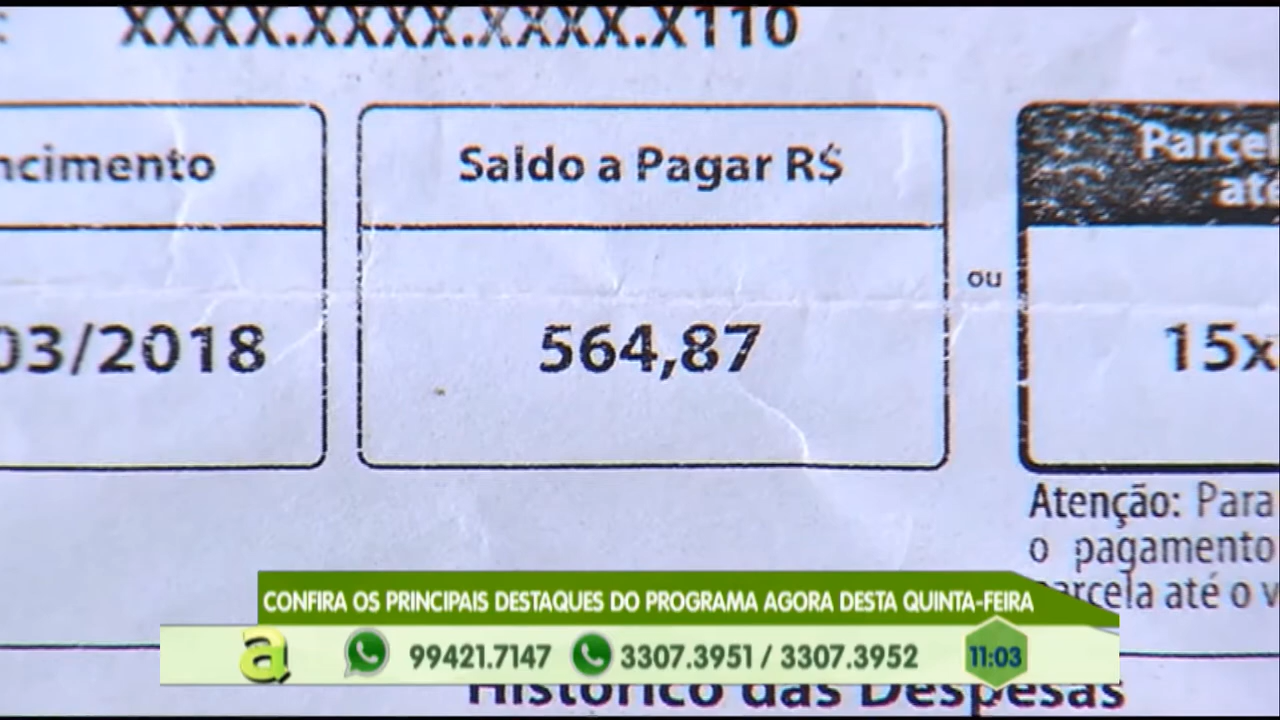 XXXX.XXXX.XXXX.X110
ncimento
Saldo a Pagar R$
Parcel
até
ou
03/2018
564,87
15x
Atenção: Para
o pagamento
parcela até o v
CONFIRA OS PRINCIPAIS DESTAQUES DO PROGRAMA AGORA DESTA QUINTA-FEIRA
a 99421.7147 3307.3951 / 3307.3952 11:03
Histórico das Despesas